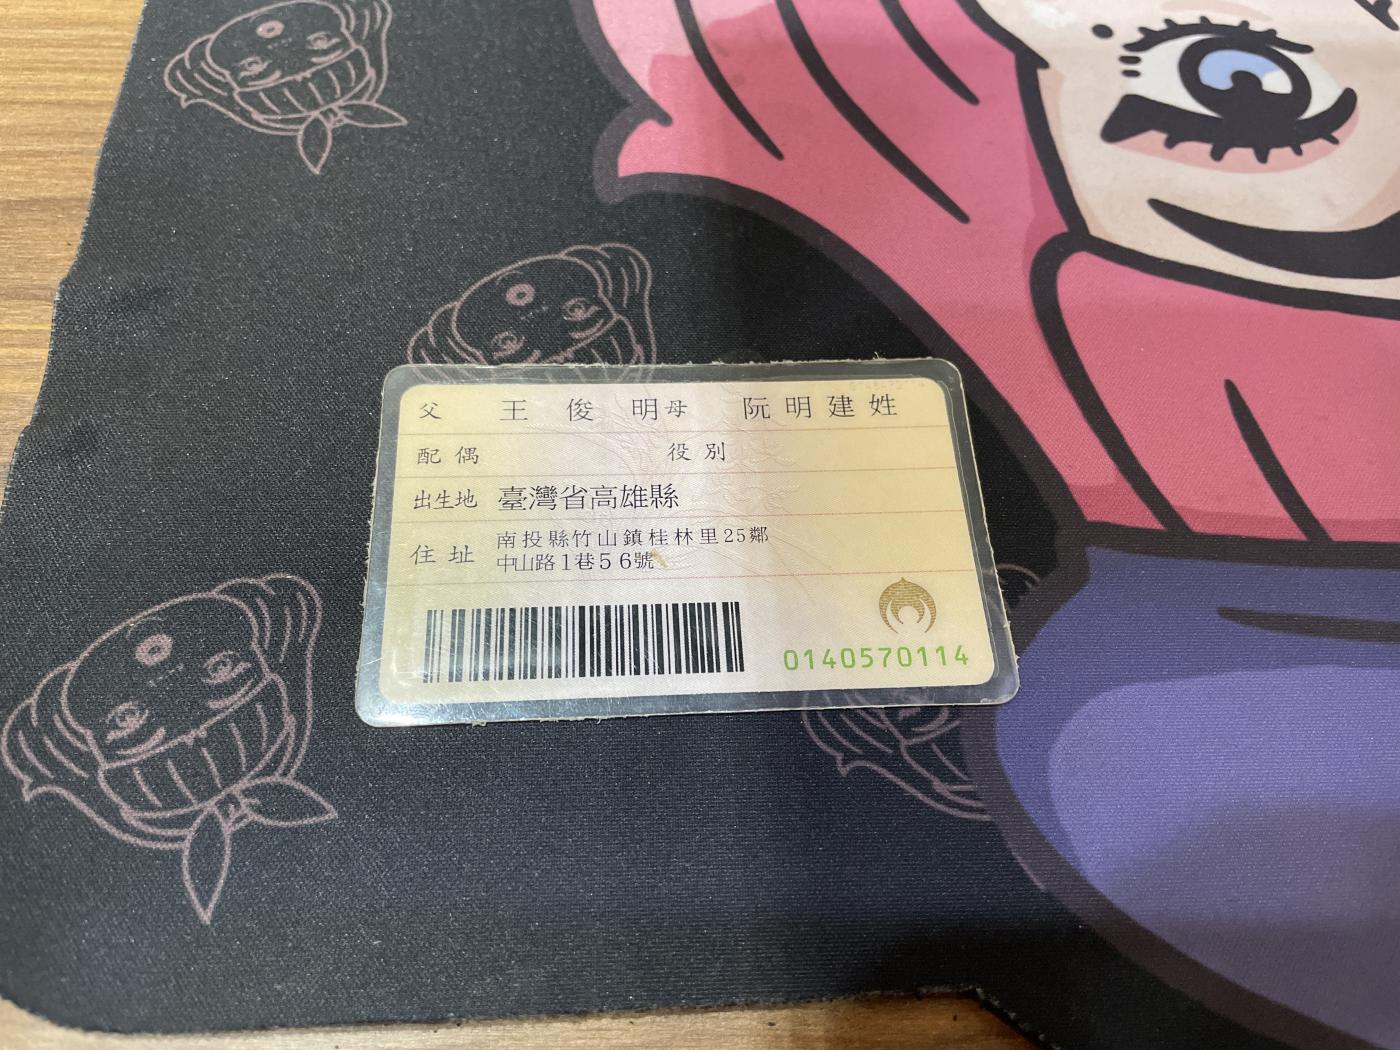 父 王俊明 母 阮明建姓
配偶 役別
出生地 臺灣省高雄縣
住址 南投縣竹山鎮桂林里25鄰
中山路1巷56號
0140570114